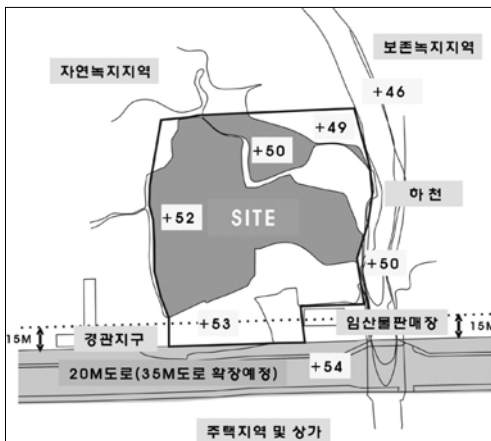 보존녹지지역
자연녹지지역
+46
+49
+50
하천
+52
SITE
+50
+53
임산물판매장
15M
경관지구
15M
20M도로(35M도로 확장예정)
+54
주택지역 및 상가